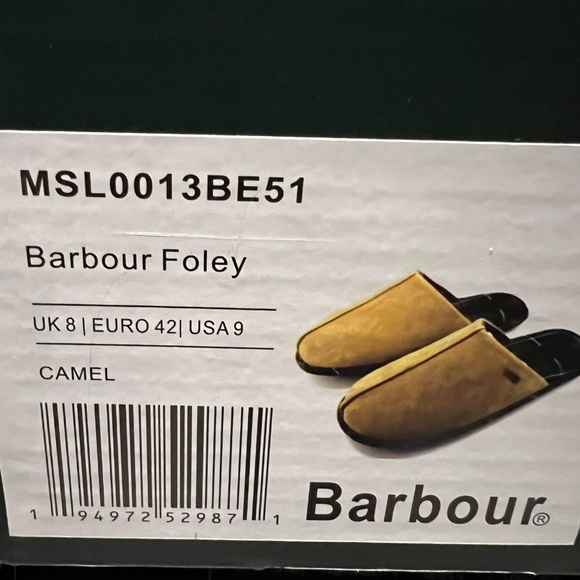 MSL0013BE51
Barbour Foley
UK 8 | EURO 42| USA 9
CAMEL
1 94972 52987 1
Barbour®